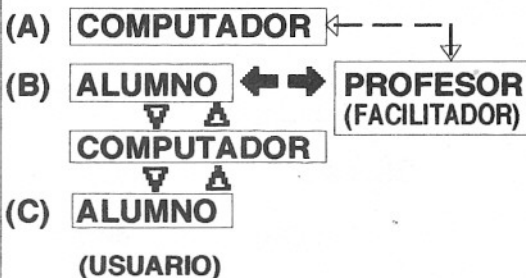 (A) COMPUTADOR
(B) ALUMNO PROFESOR
(FACILITADOR)
COMPUTADOR
(C) ALUMNO
(USUARIO)